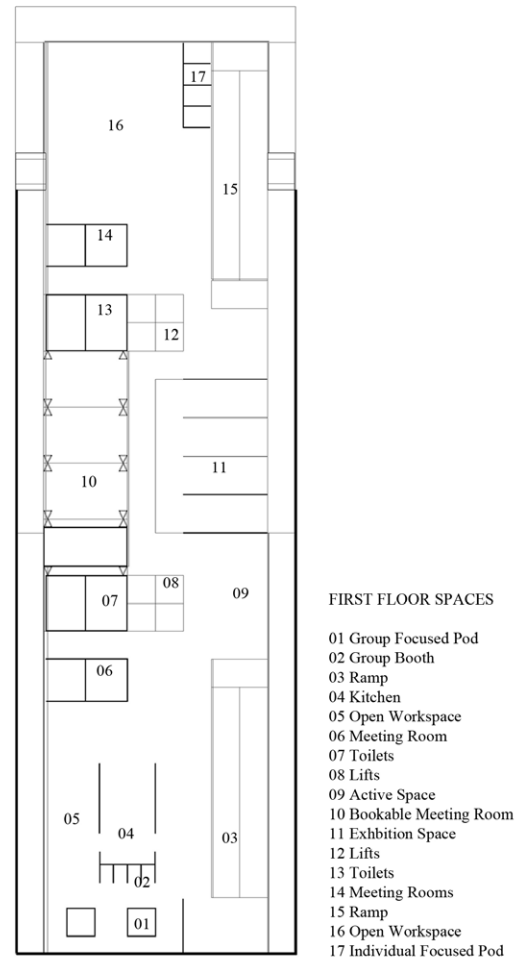 17
16
15
14
13
12
11
10
08
07
09
06
05
04
03
02
01
FIRST FLOOR SPACES
01 Group Focused Pod
02 Group Booth
03 Ramp
04 Kitchen
05 Open Workspace
06 Meeting Room
07 Toilets
08 Lifts
09 Active Space
10 Bookable Meeting Room
11 Exhbition Space
12 Lifts
13 Toilets
14 Meeting Rooms
15 Ramp
16 Open Workspace
17 Individual Focused Pod